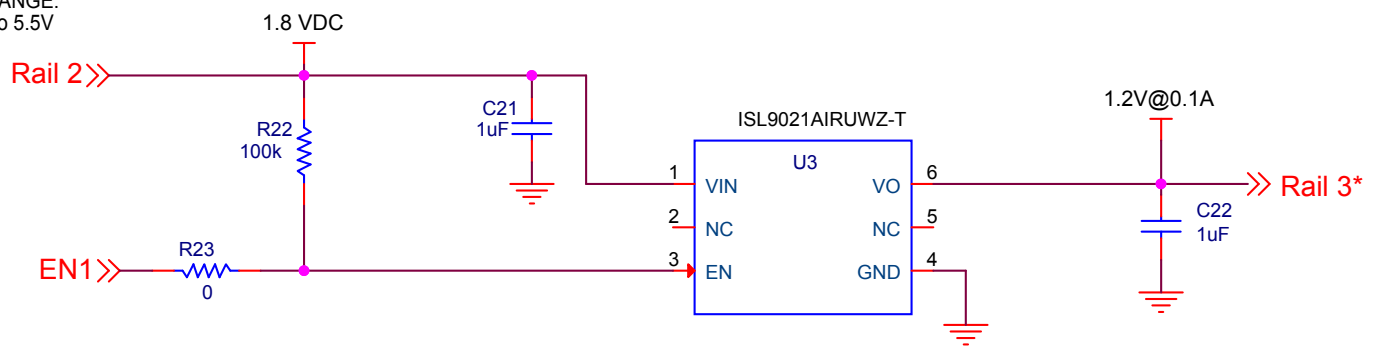 o 5.5V
1.8 VDC
Rail 2
R22
100k
C21
1uF
ISL9021AIRUWZ-T
U3
1
VIN
2
NC
3
EN
VO
6
NC
5
GND
4
1.2V@0.1A
Rail 3*
C22
1uF
EN1
R23
0